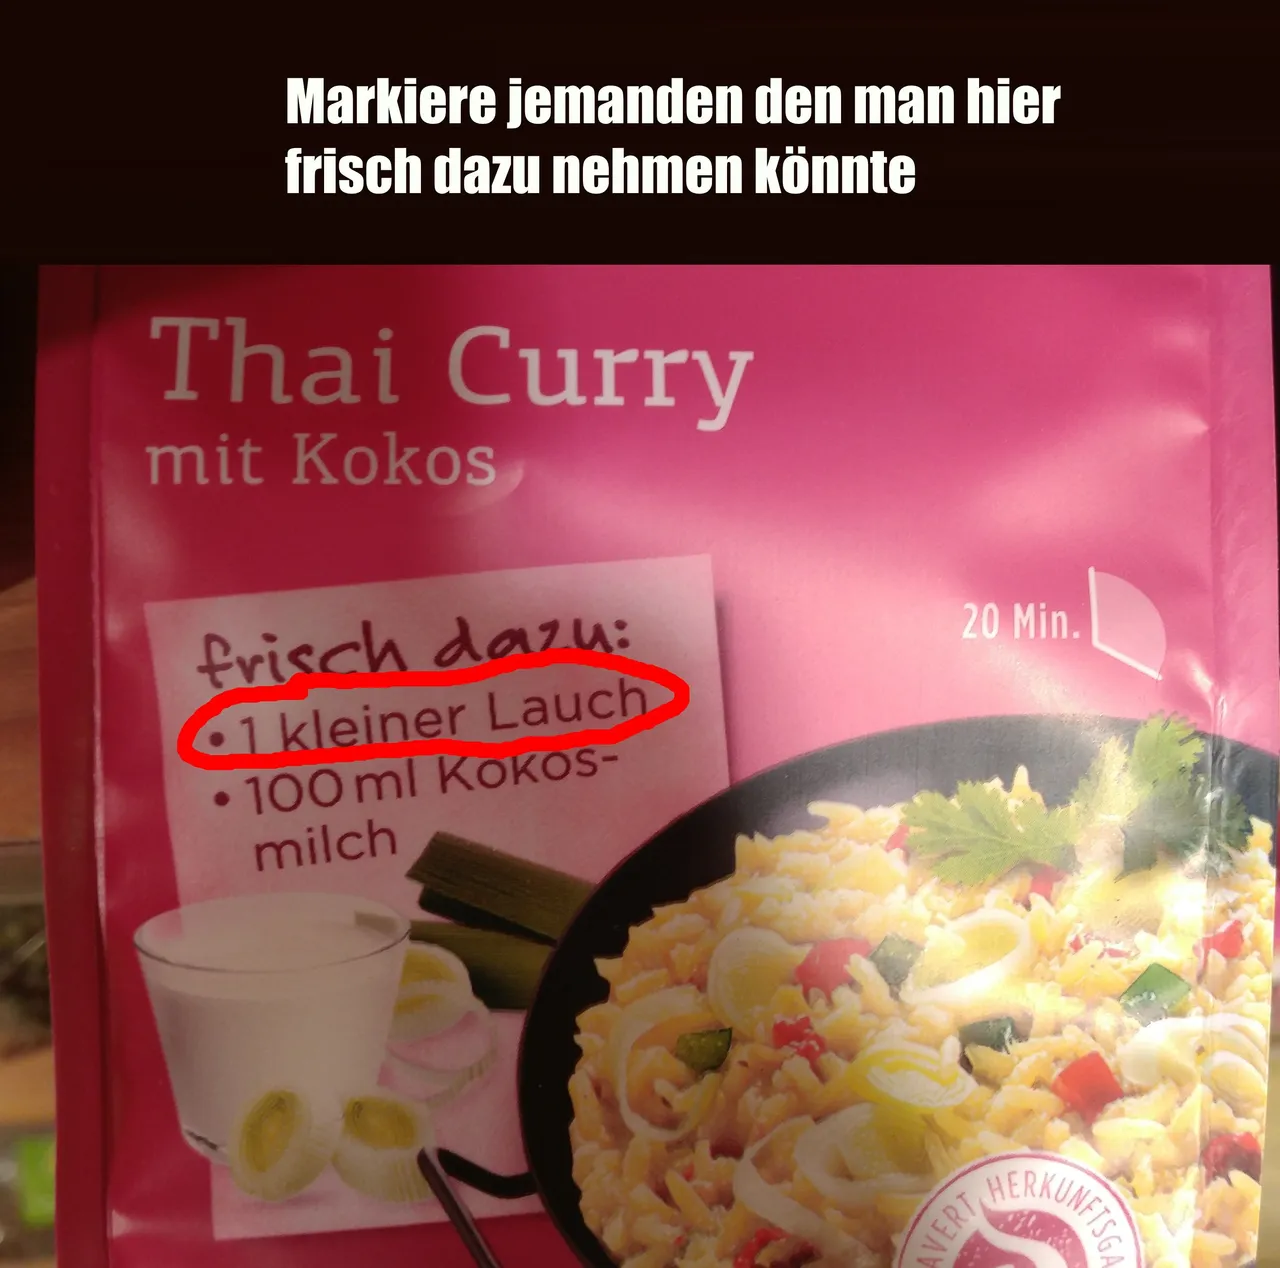 Markiere jemanden den man hier
frisch dazu nehmen könnte
Thai Curry
mit Kokos
20 Min.
frisch dazu:
• 1 kleiner Lauch
• 100 ml Kokos-
milch